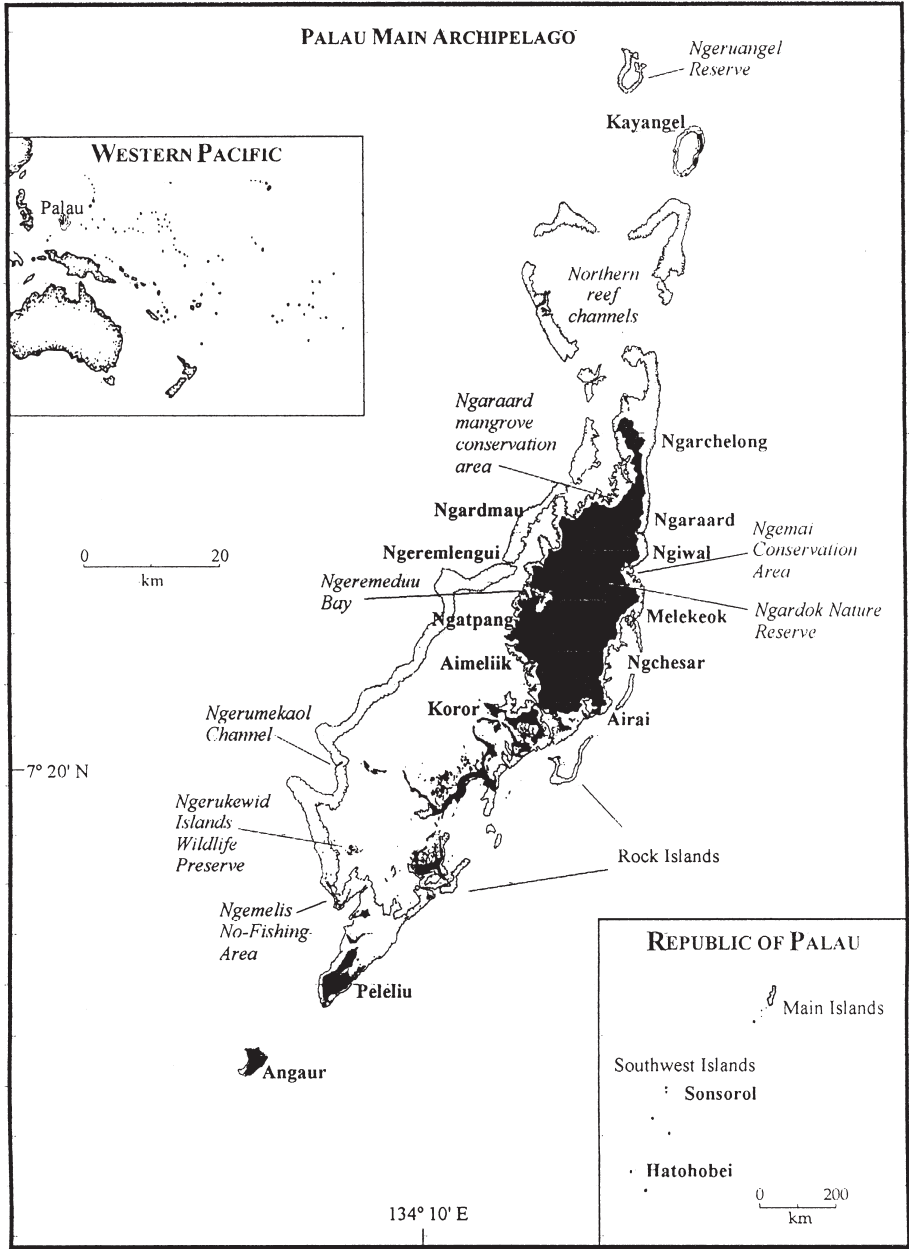 PALAU MAIN ARCHIPELAGO
Ngeruangel
Reserve
Kayangel
WESTERN PACIFIC
Palau
Northern
reef
channels
Ngaraard
mangrove
conservation
area
Ngarchelong
Ngardmau
Ngaraard
Ngeremlengui
Ngiwal
Ngemai
Conservation
Area
0 20
km
Ngeremeduu
Bay
Ngatpang
Melekeok
Ngardok Nature
Reserve
Aimeliik
Ngchesar
Koror
Airai
Ngerumekaol
Channel
7° 20' N
Ngerukewid
Islands
Wildlife
Preserve
Rock Islands
Ngemelis
No-Fishing-
Area
Peleliu
Angaur
REPUBLIC OF PALAU
Main Islands
Southwest Islands
Sonsorol
Hatohobei
0 200
km
134° 10' E